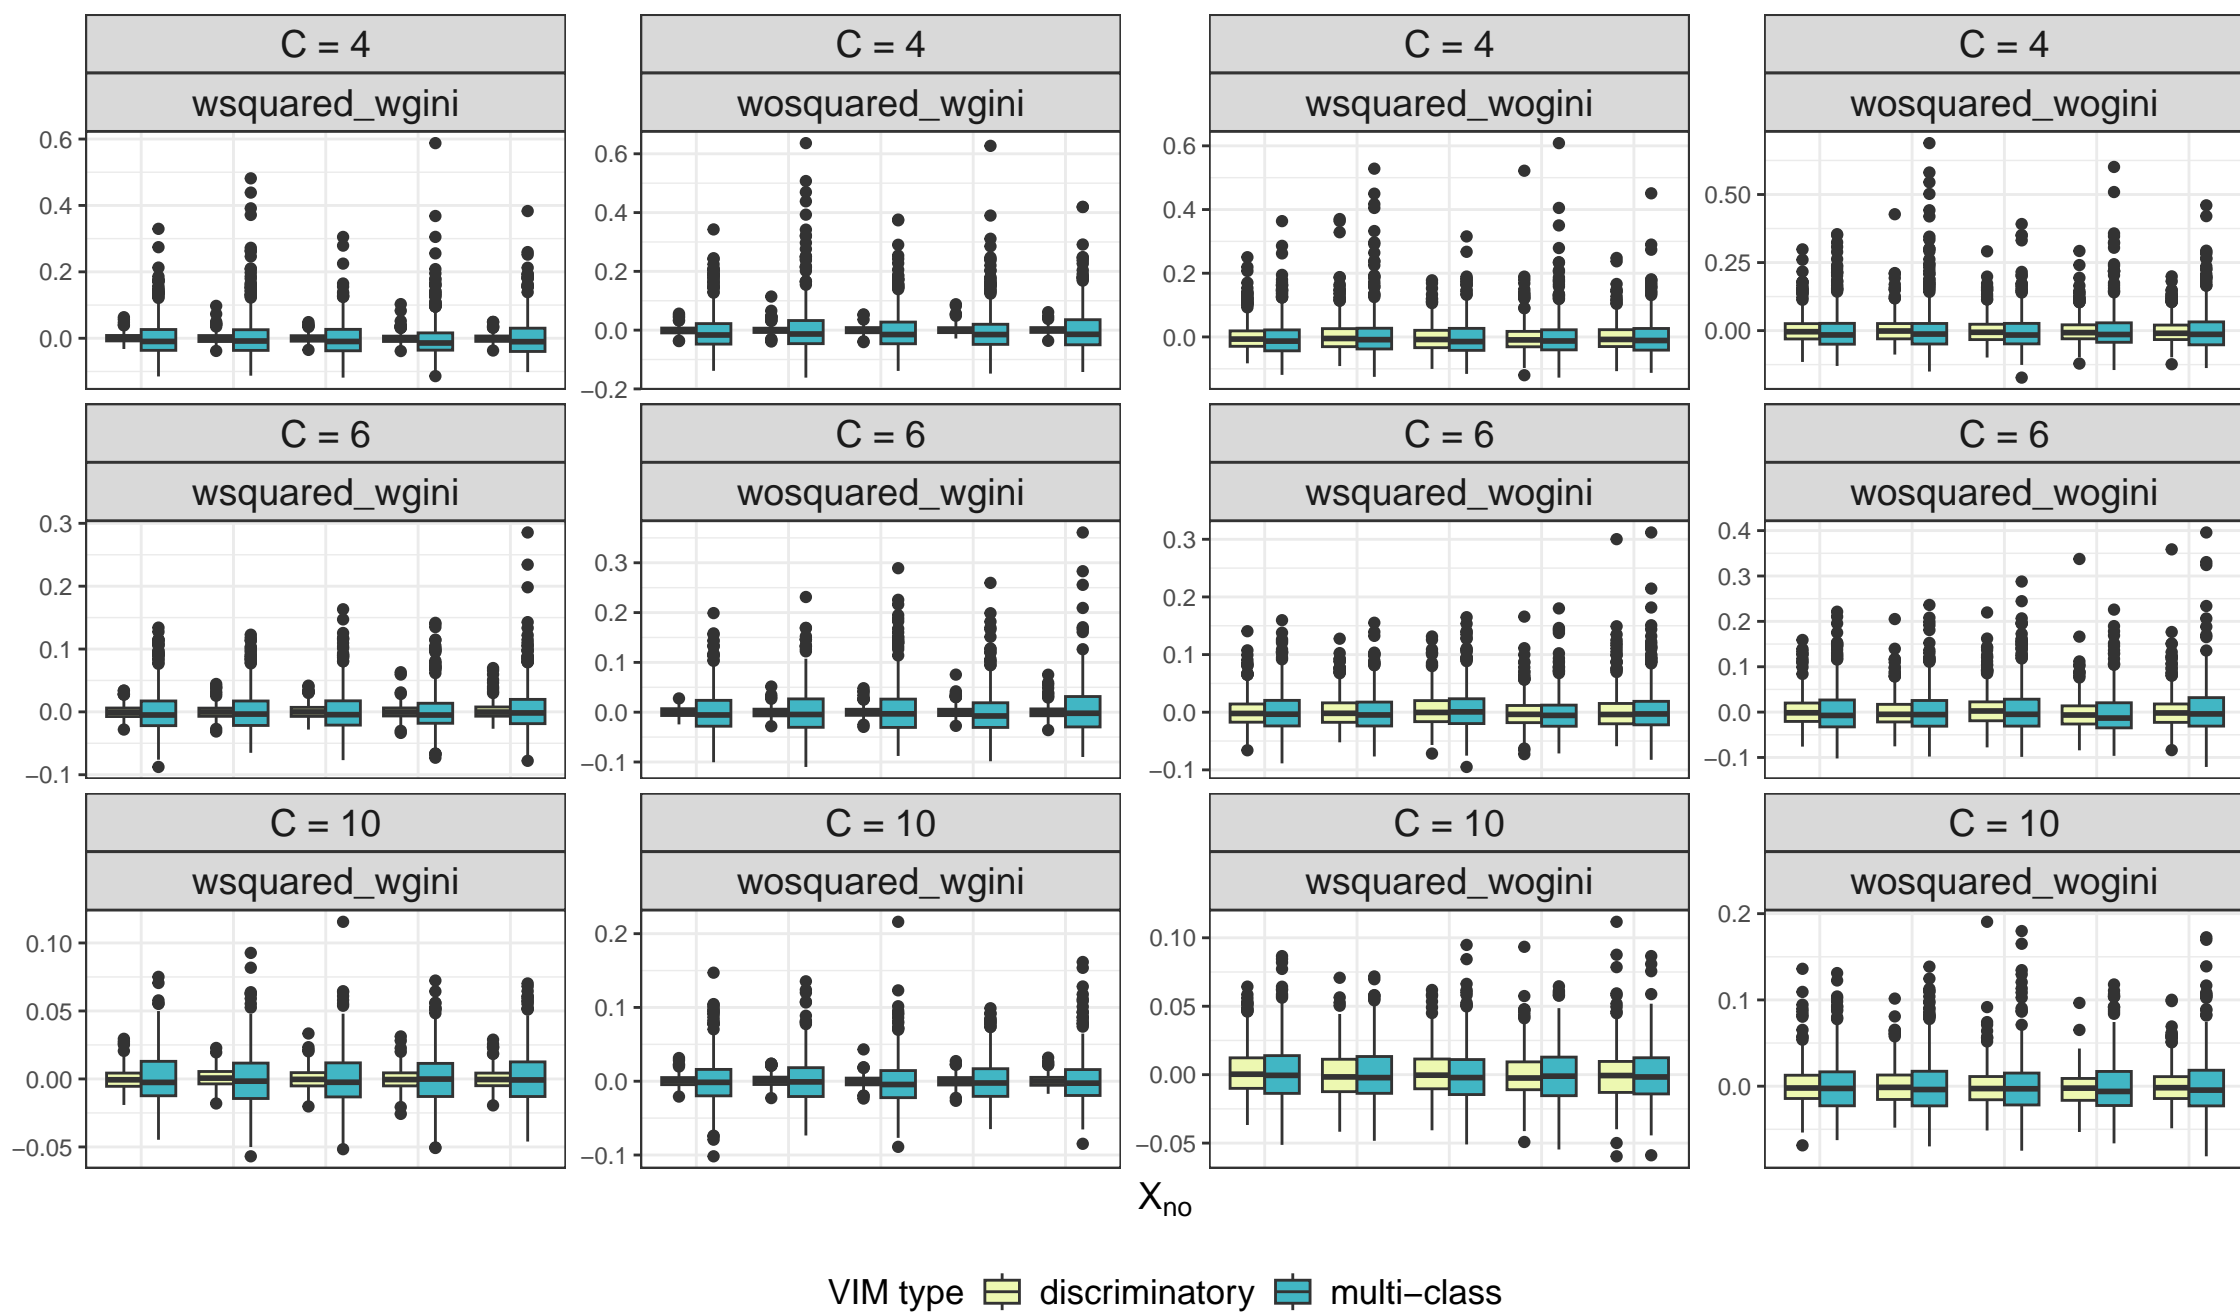 C = 4 C = 4 C = 4 C = 4
wsquared_wgini wosquared_wgini wsquared_wogini wosquared_wogini
0.6 0.6 0.6 0.50
0.4 0.4 0.4 0.25
0.2 0.2 0.2 0.00
0.0 0.0 0.0
−0.2
C = 6 C = 6 C = 6 C = 6
wsquared_wgini wosquared_wgini wsquared_wogini wosquared_wogini
0.3 0.3 0.3 0.4
0.2 0.2 0.2 0.3
0.1 0.1 0.1 0.2
0.0 0.0 0.0 0.1
−0.1 −0.1 −0.1 0.0
−0.1
C = 10 C = 10 C = 10 C = 10
wsquared_wgini wosquared_wgini wsquared_wogini wosquared_wogini
0.10 0.2 0.10 0.2
0.05 0.1 0.05 0.1
0.00 0.0 0.00 0.0
−0.05 −0.1 −0.05
Xno
VIM type discriminatory multi−class